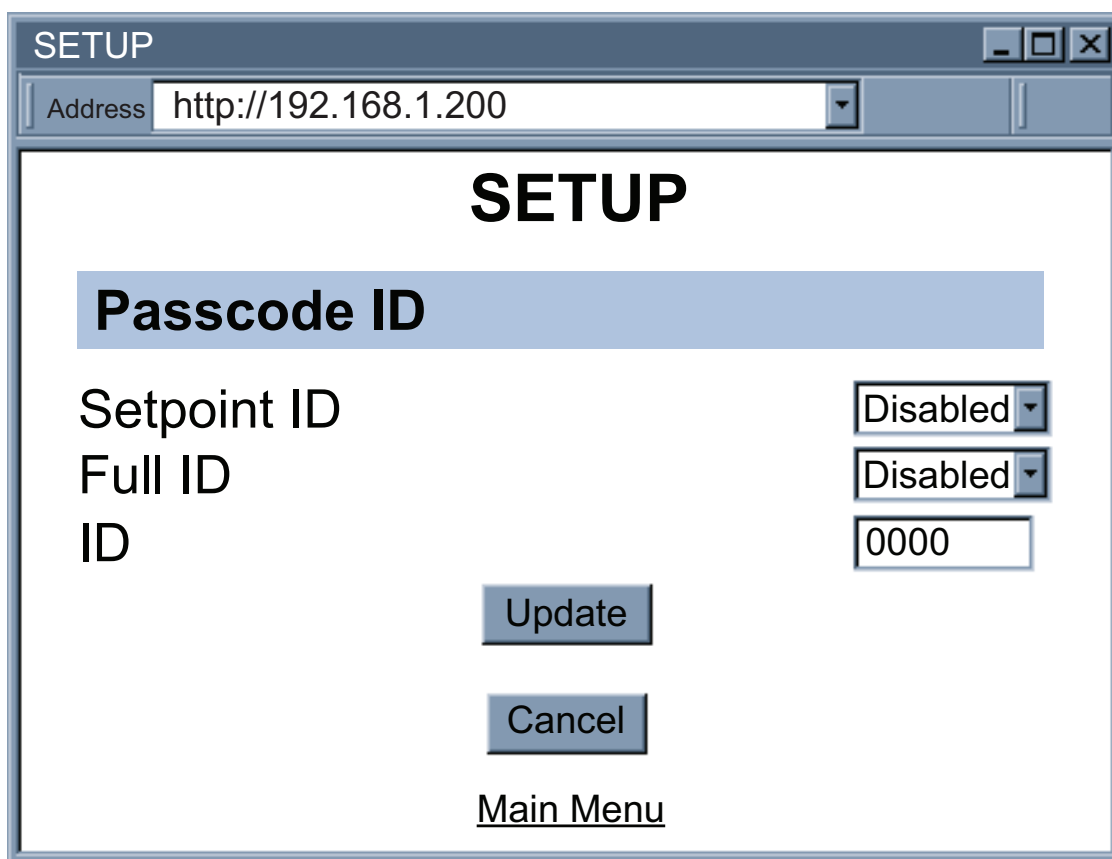 SETUP
Address http://192.168.1.200
SETUP
Passcode ID
Setpoint ID Disabled
Full ID Disabled
ID 0000
Update
Cancel
Main Menu